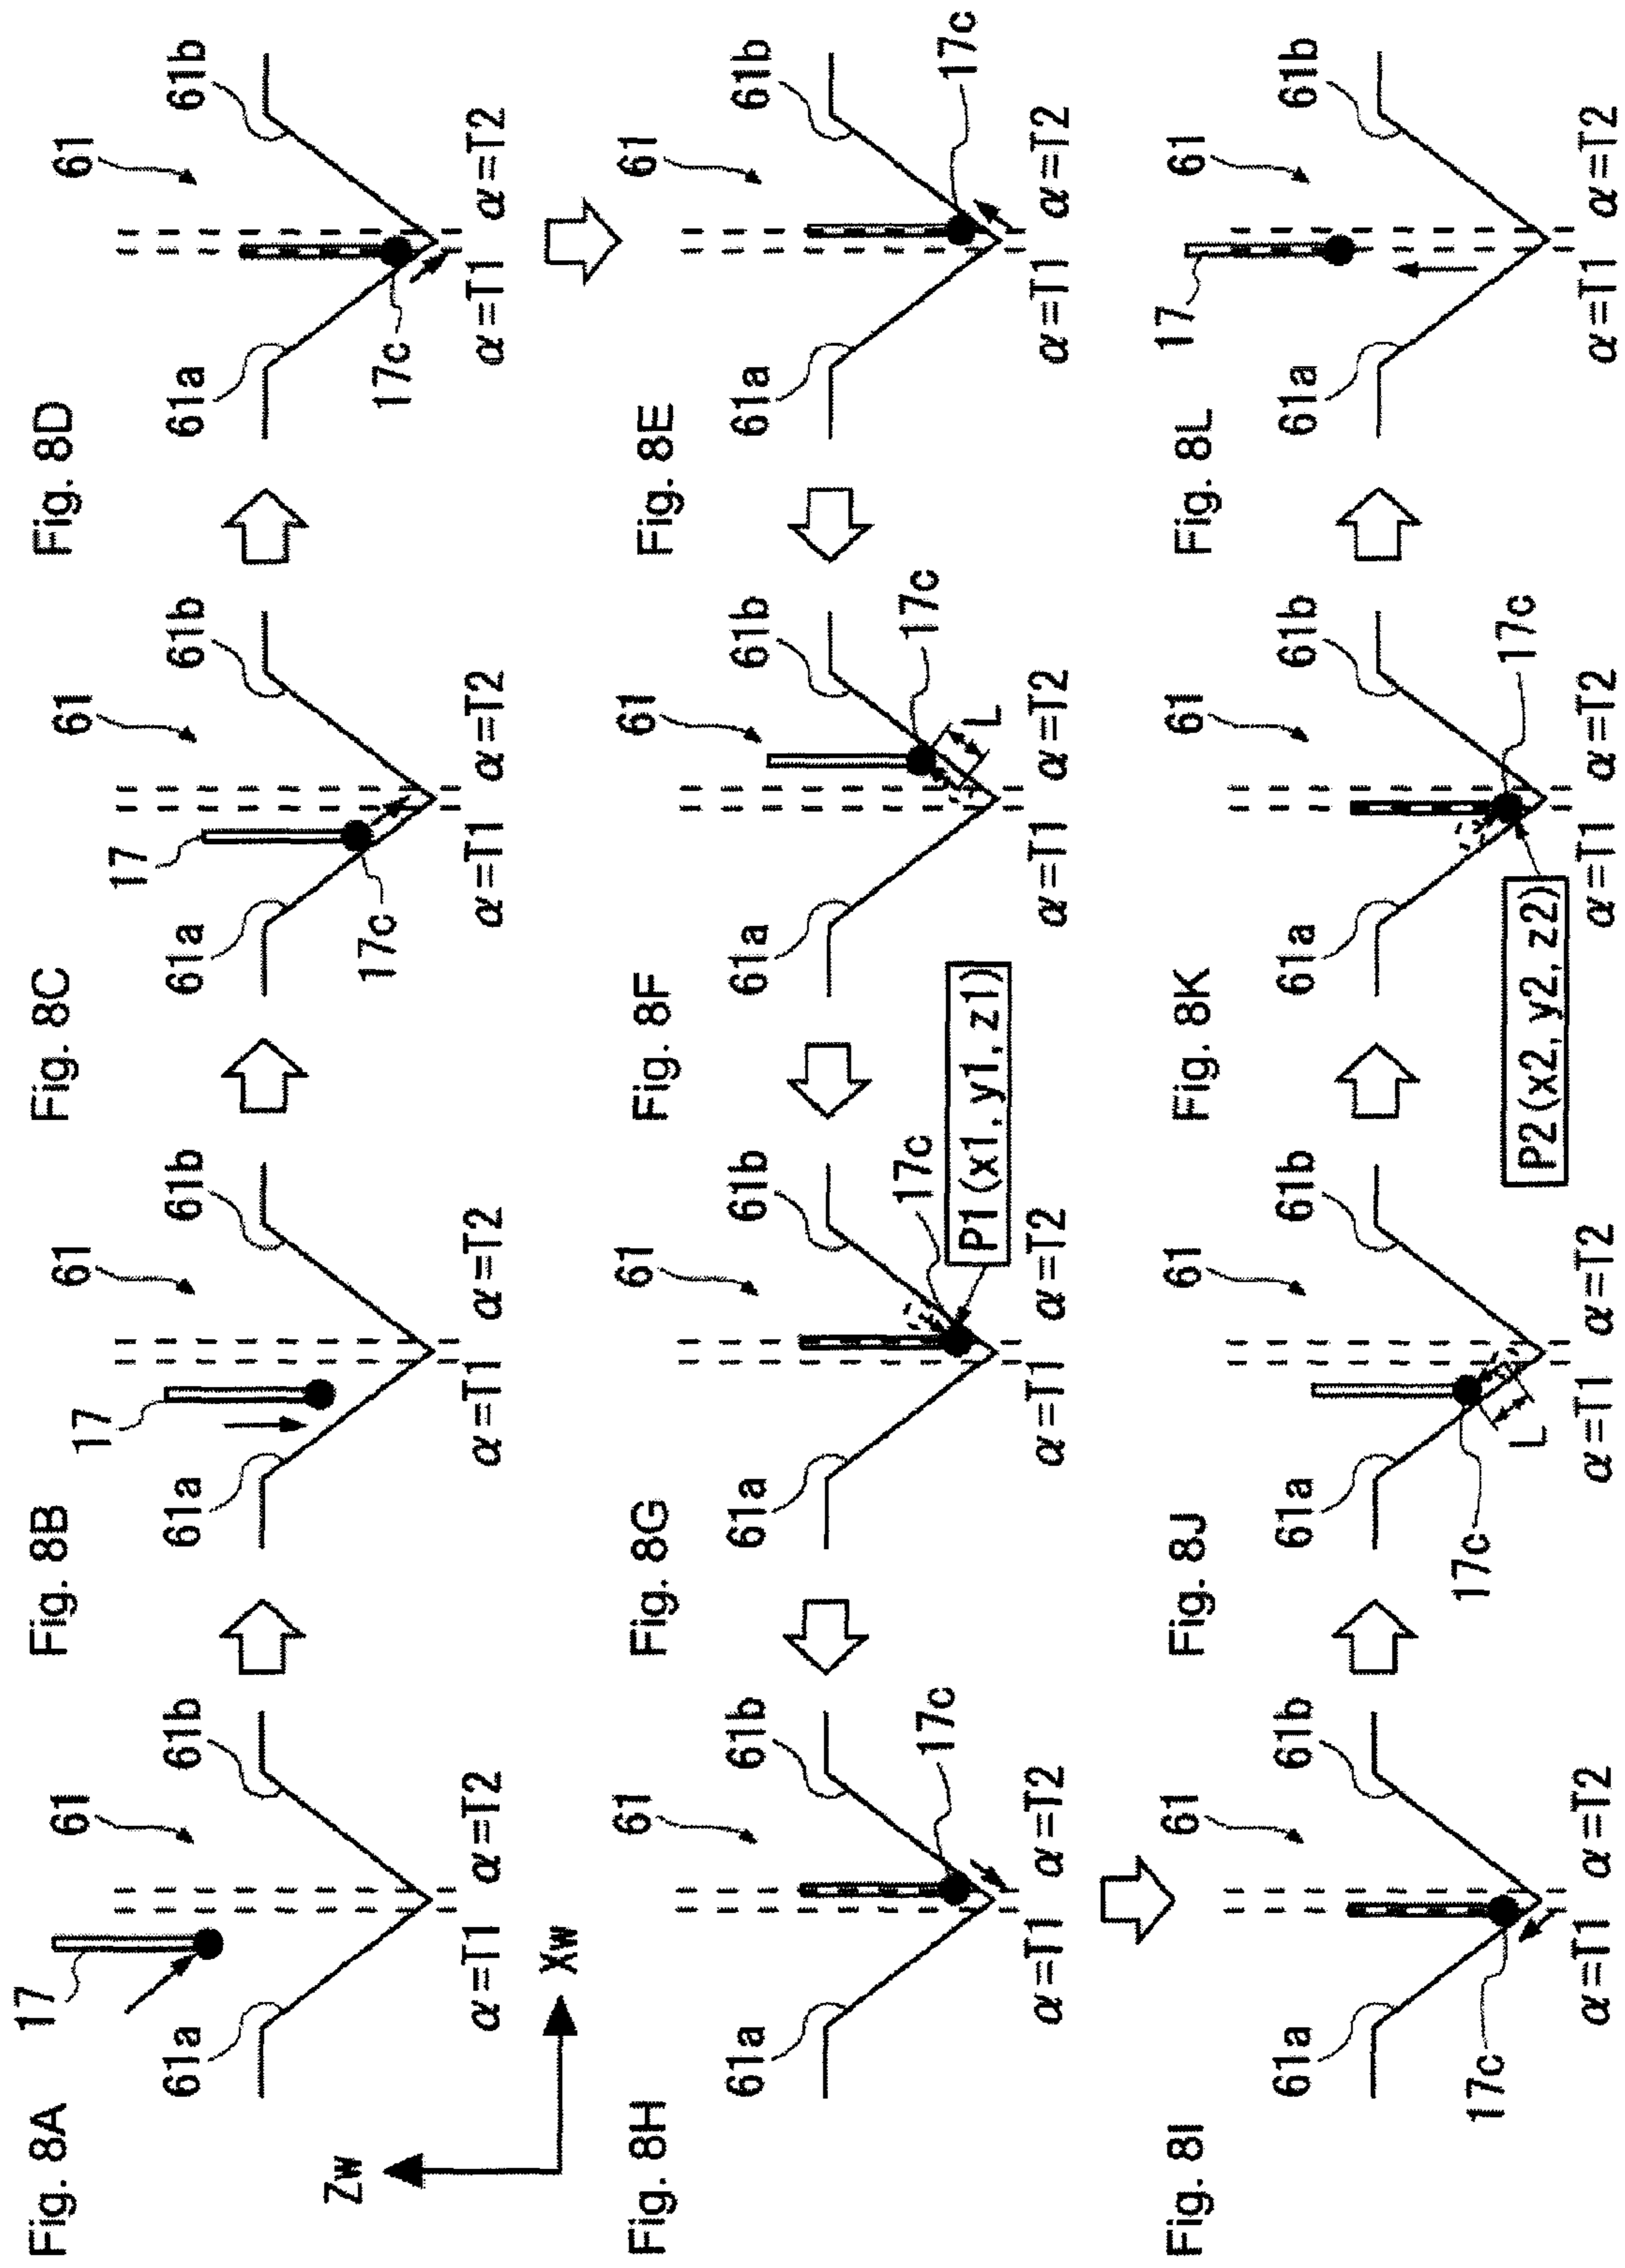 Fig. 8A
17
61
61a
61b
α=T1
α=T2
Zw
Xw
Fig. 8B
17
61
61a
61b
α=T1
α=T2
Fig. 8C
17
61
61a
61b
17c
α=T1
α=T2
Fig. 8D
61
61a
61b
17c
α=T1
α=T2
Fig. 8E
61
61a
61b
17c
α=T1
α=T2
Fig. 8F
61
61a
61b
17c
L
α=T1
α=T2
Fig. 8G
61
61a
61b
17c
P1(x1, y1, z1)
α=T1
α=T2
Fig. 8H
61
61a
61b
17c
α=T1
α=T2
Fig. 8I
61
61a
61b
17c
α=T1
α=T2
Fig. 8J
61
61a
61b
17c
L
α=T1
α=T2
Fig. 8K
61
61a
61b
17c
P2(x2, y2, z2)
α=T1
α=T2
Fig. 8L
17
61
61a
61b
α=T1
α=T2